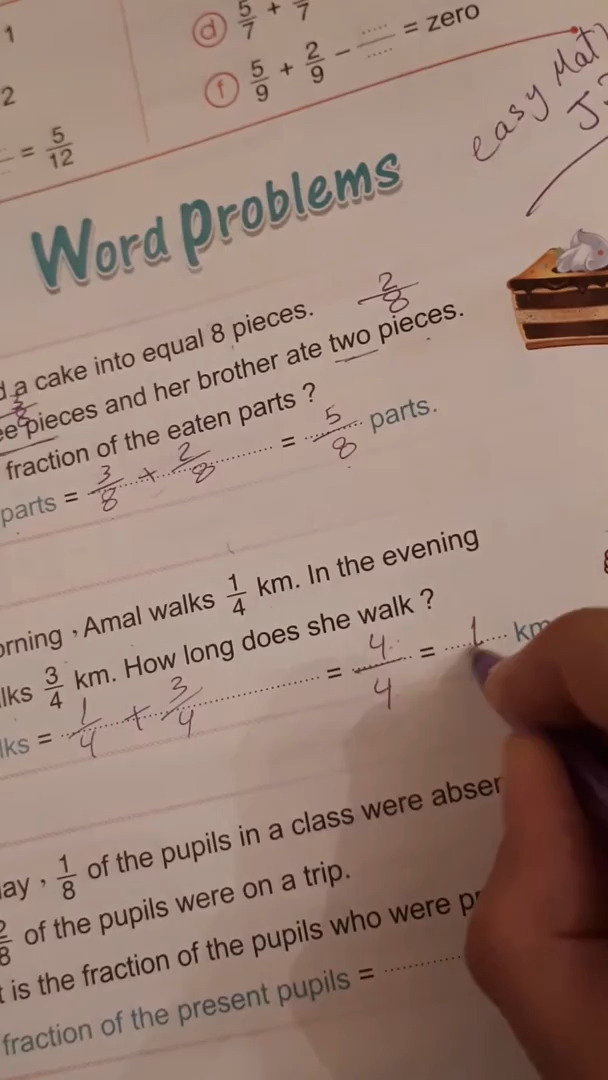 1
d 5/7 + /7
2
f 5/9 + 2/9 − ...../..... = zero
= 5/12
easy Mat
Word Problems
a cake into equal 8 pieces. 2/8
3/8
pieces and her brother ate two pieces.
fraction of the eaten parts ?
parts = 3/8 + 2/8 = 5/8 parts.
, Amal walks 1/4 km. In the evening
3/4 km. How long does she walk ?
= 1/4 + 3/4 = 4/4 = 1 km
, 1/8 of the pupils in a class were
2/8 of the pupils were on a trip.
is the fraction of the pupils who were
fraction of the present pupils =